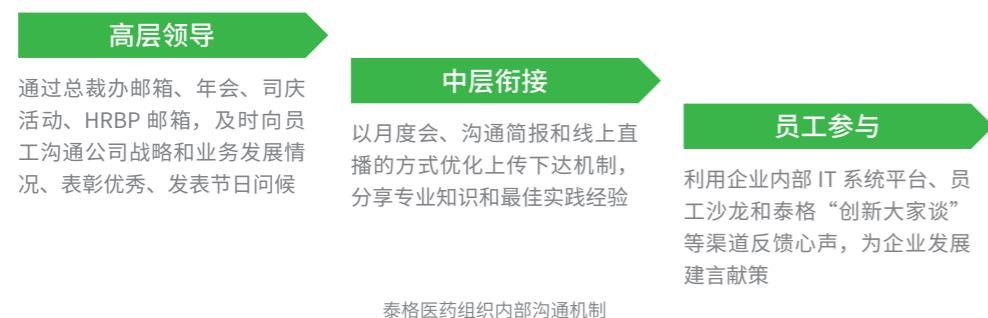 高层领导
通过总裁办邮箱、年会、司庆
活动、HRBP 邮箱，及时向员
工沟通公司战略和业务发展情
况、表彰优秀、发表节日问候
中层衔接
以月度会、沟通简报和线上直
播的方式优化上传下达机制，
分享专业知识和最佳实践经验
员工参与
利用企业内部 IT 系统平台、员
工沙龙和泰格“创新大家谈”
等渠道反馈心声，为企业发展
建言献策
泰格医药组织内部沟通机制